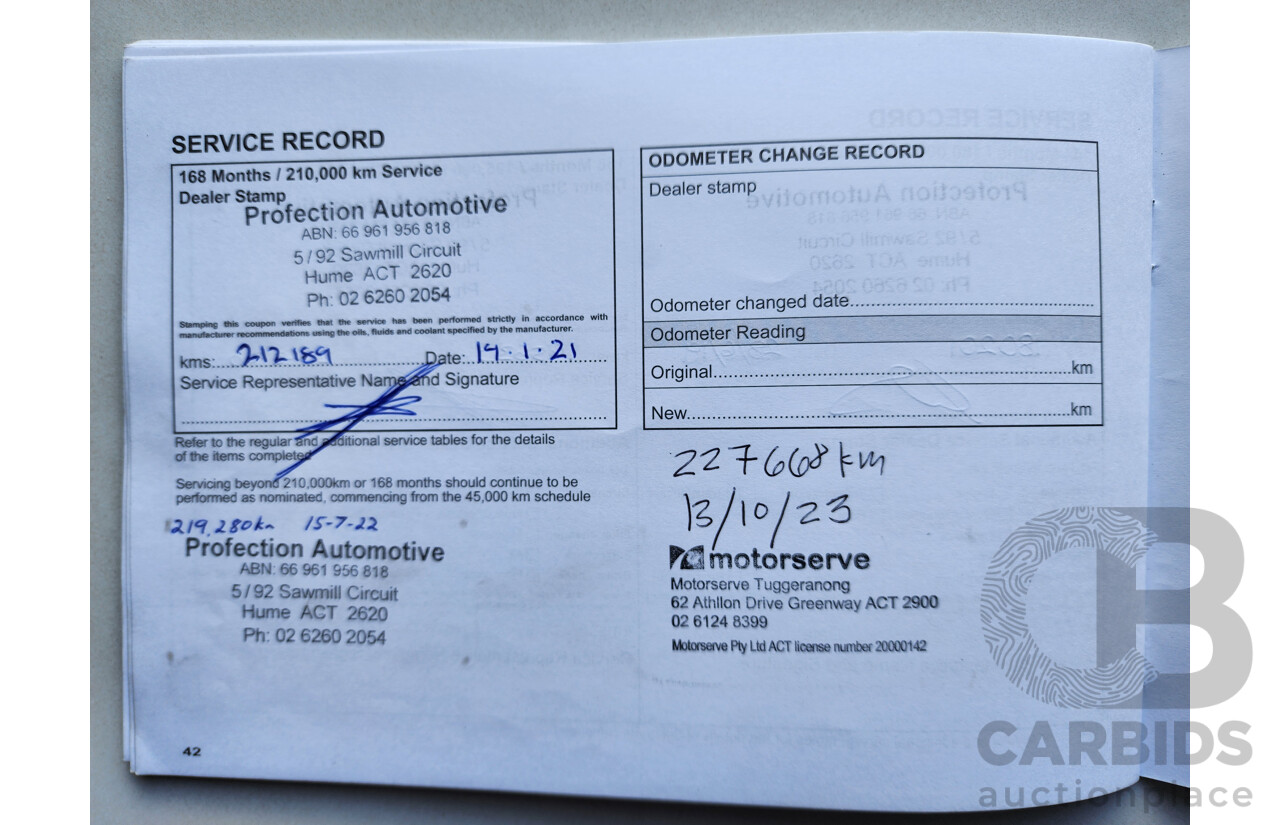 SERVICE RECORD
168 Months / 210,000 km Service
Dealer Stamp
Profection Automotive
ABN: 66 961 956 818
5/92 Sawmill Circuit
Hume ACT 2620
Ph: 02 6260 2054
Stamping this coupon verifies that the service has been performed strictly in accordance with
manufacturer recommendations using the oils, fluids and coolant specified by the manufacturer.
kms: 212189 Date: 19.1.21
Service Representative Name and Signature
Refer to the regular and additional service tables for the details
of the items completed
Servicing beyond 210,000km or 168 months should continue to be
performed as nominated, commencing from the 45,000 km schedule
219,280km 15-7-22
Profection Automotive
ABN: 66 961 956 818
5/92 Sawmill Circuit
Hume ACT 2620
Ph: 02 6260 2054
42
ODOMETER CHANGE RECORD
Dealer stamp
Odometer changed date
Odometer Reading
Original km
New km
227668km
13/10/23
motorserve
Motorserve Tuggeranong
62 Athllon Drive Greenway ACT 2900
02 6124 8399
Motorserve Pty Ltd ACT license number 20000142
CB
CARBIDS
auctionplace